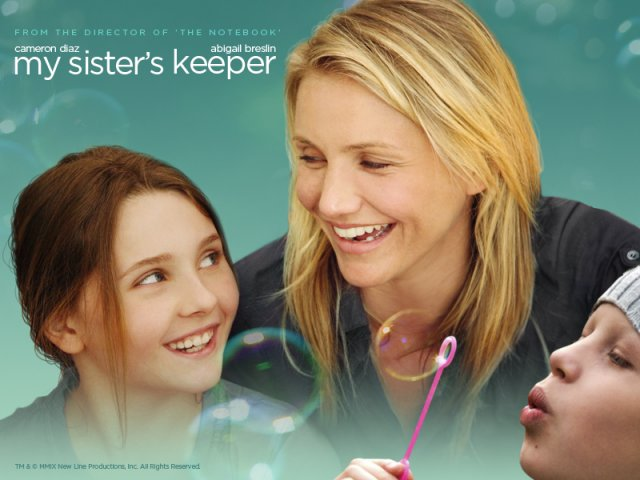 FROM THE DIRECTOR OF 'THE NOTEBOOK'
cameron diaz abigail breslin
my sister's keeper
TM & © MMIX New Line Productions, Inc. All Rights Reserved.